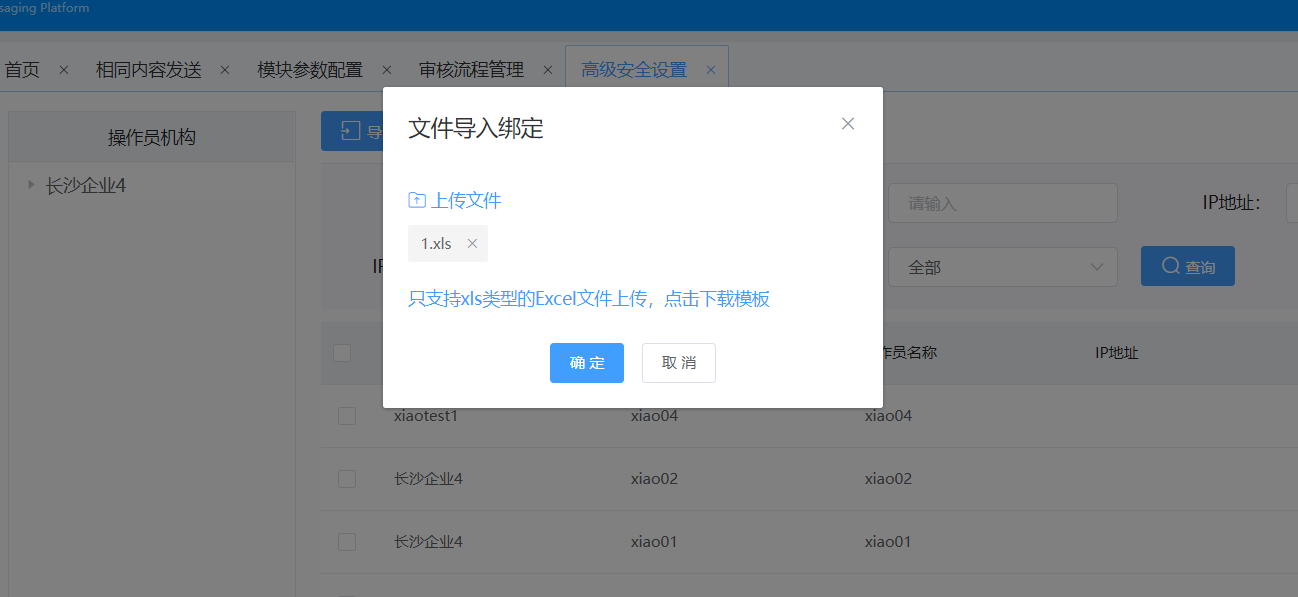 saging Platform
首页 相同内容发送 模块参数配置 审核流程管理 高级安全设置
操作员机构
长沙企业4
导
文件导入绑定
上传文件
1.xls
只支持xls类型的Excel文件上传，点击下载模板
确 定 取 消
请输入 IP地址：
IP 全部 查询
作员名称 IP地址
xiaotest1 xiao04 xiao04
长沙企业4 xiao02 xiao02
长沙企业4 xiao01 xiao01